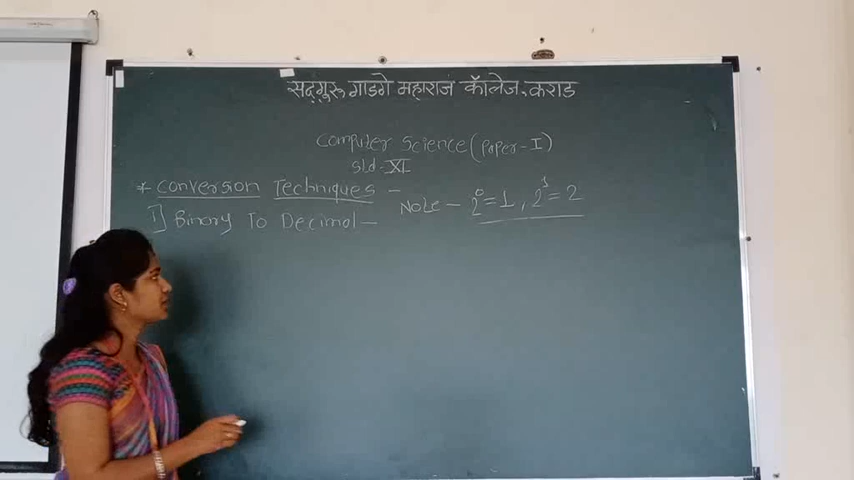 सद्गुरु गाडगे महाराज कॉलेज, कराड
Computer Science (Paper-I)
Std-XI
* Conversion Techniques -
Note - 2⁰=1, 2¹=2
I] Binary To Decimal -